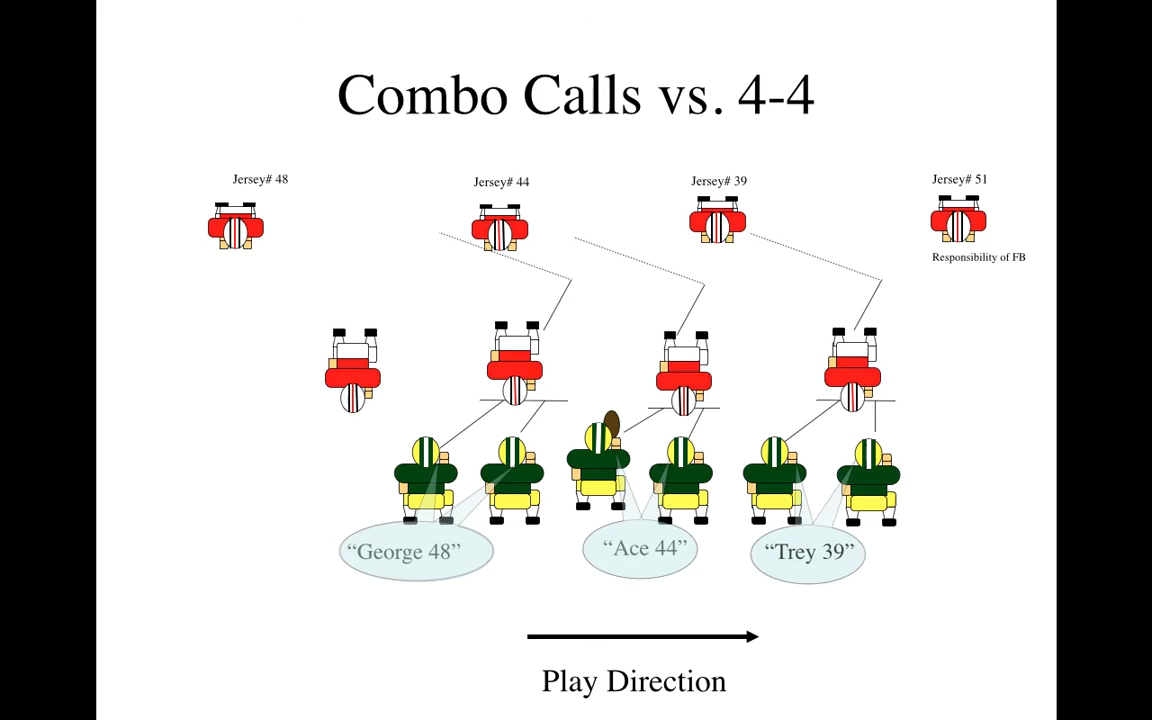 Combo Calls vs. 4-4
Jersey# 48
Jersey# 44
Jersey# 39
Jersey# 51
Responsibility of FB
“George 48”
“Ace 44”
“Trey 39”
Play Direction